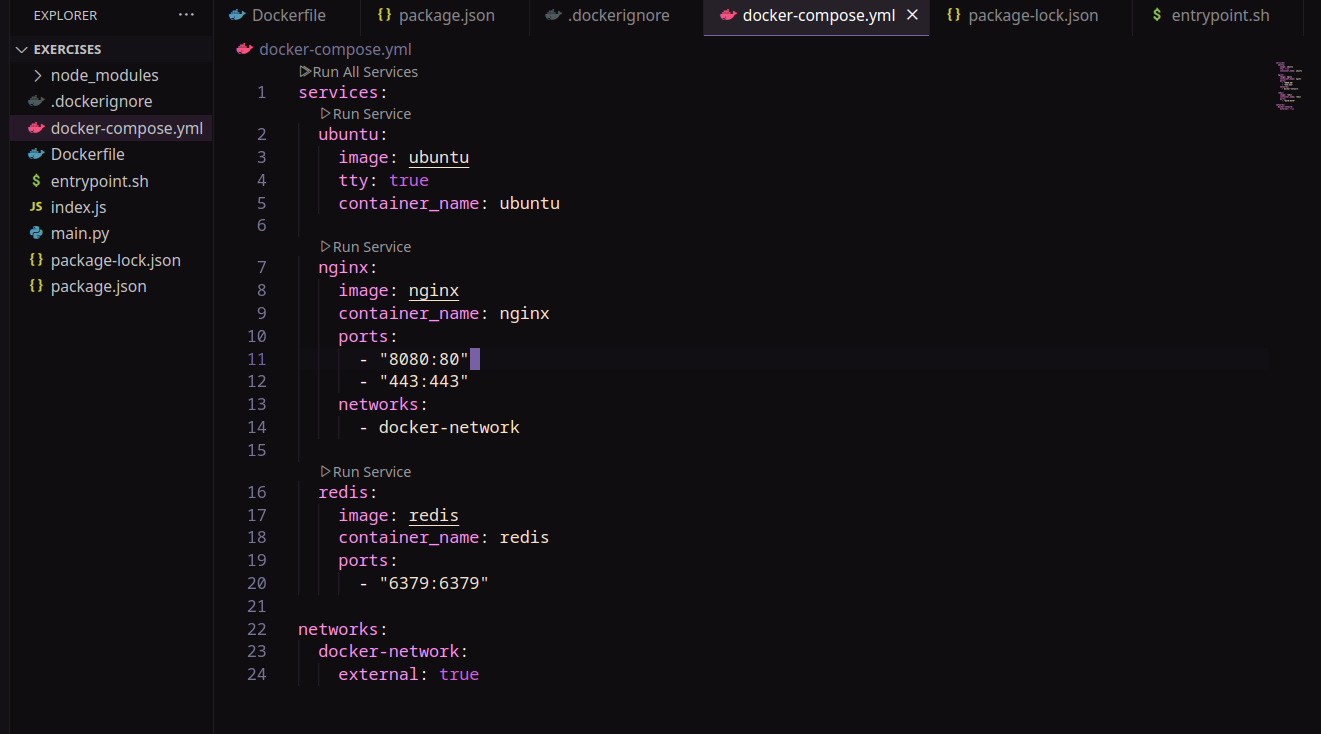 EXPLORER ···
Dockerfile
package.json
.dockerignore
docker-compose.yml
package-lock.json
entrypoint.sh
EXERCISES
node_modules
.dockerignore
docker-compose.yml
Dockerfile
entrypoint.sh
index.js
main.py
package-lock.json
package.json
docker-compose.yml
Run All Services
1 services:
Run Service
2   ubuntu:
3     image: ubuntu
4     tty: true
5     container_name: ubuntu
6
Run Service
7   nginx:
8     image: nginx
9     container_name: nginx
10     ports:
11       - "8080:80"
12       - "443:443"
13     networks:
14       - docker-network
15
Run Service
16   redis:
17     image: redis
18     container_name: redis
19     ports:
20       - "6379:6379"
21
22 networks:
23   docker-network:
24     external: true